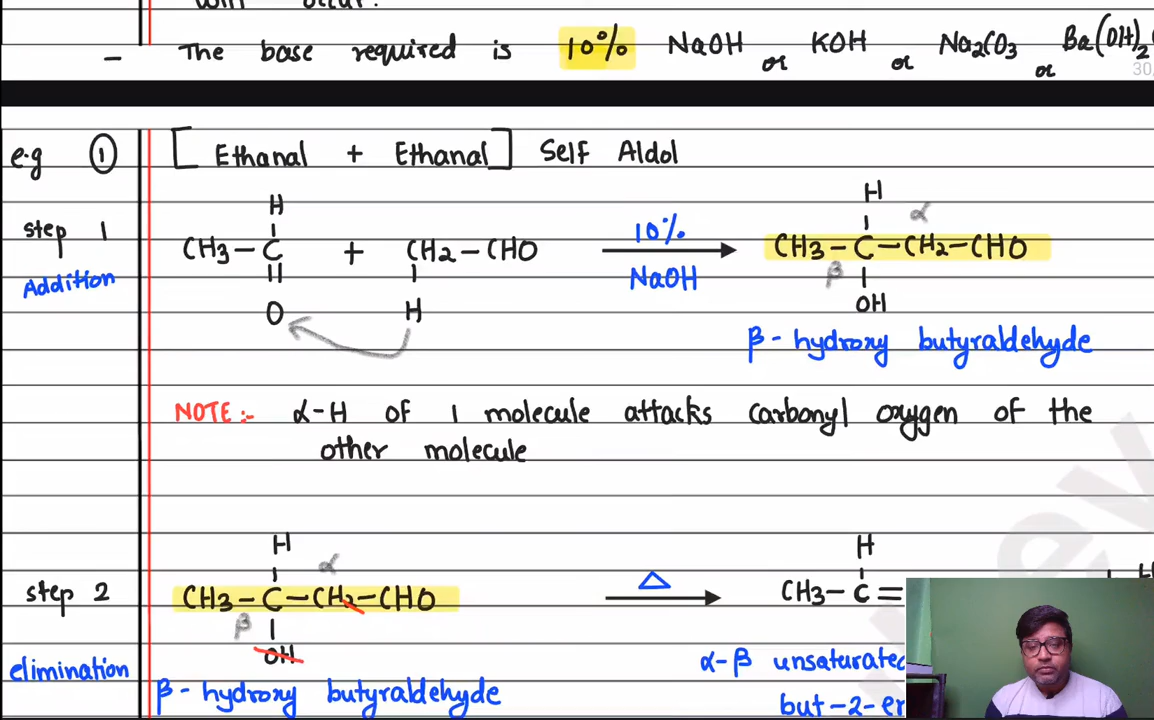 will occur.
- The base required is 10% NaOH or KOH or Na2CO3 or Ba(OH)2
30
e.g ① [Ethanal + Ethanal] Self Aldol
H α
step 1 CH3-C + CH2-CHO 10% CH3-C-CH2-CHO
Addition || NaOH β
O H OH
β-hydroxy butyraldehyde
NOTE:- α-H of 1 molecule attacks carbonyl oxygen of the
other molecule
H α H
step 2 CH3-C-CH2-CHO Δ CH3-C=
β
OH
elimination β-hydroxy butyraldehyde α-β unsaturated
but-2-e